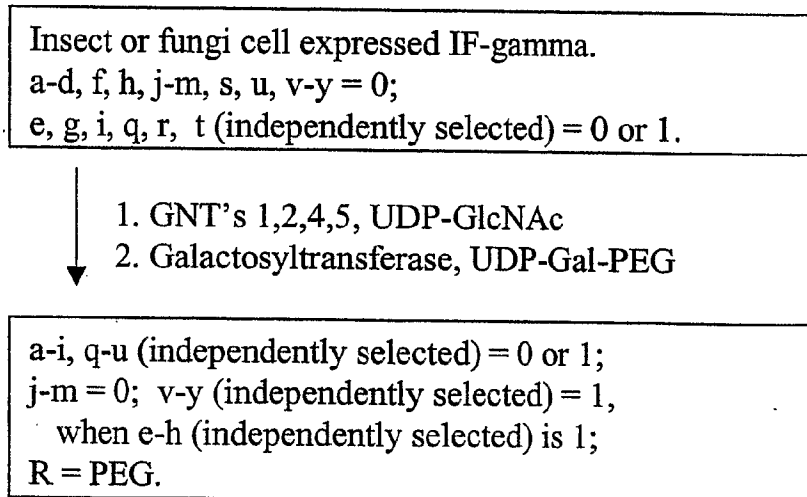 Insect or fungi cell expressed IF-gamma.
a-d, f, h, j-m, s, u, v-y = 0;
e, g, i, q, r, t (independently selected) = 0 or 1.
1. GNT's 1,2,4,5, UDP-GlcNAc
2. Galactosyltransferase, UDP-Gal-PEG
a-i, q-u (independently selected) = 0 or 1;
j-m = 0; v-y (independently selected) = 1,
when e-h (independently selected) is 1;
R = PEG.